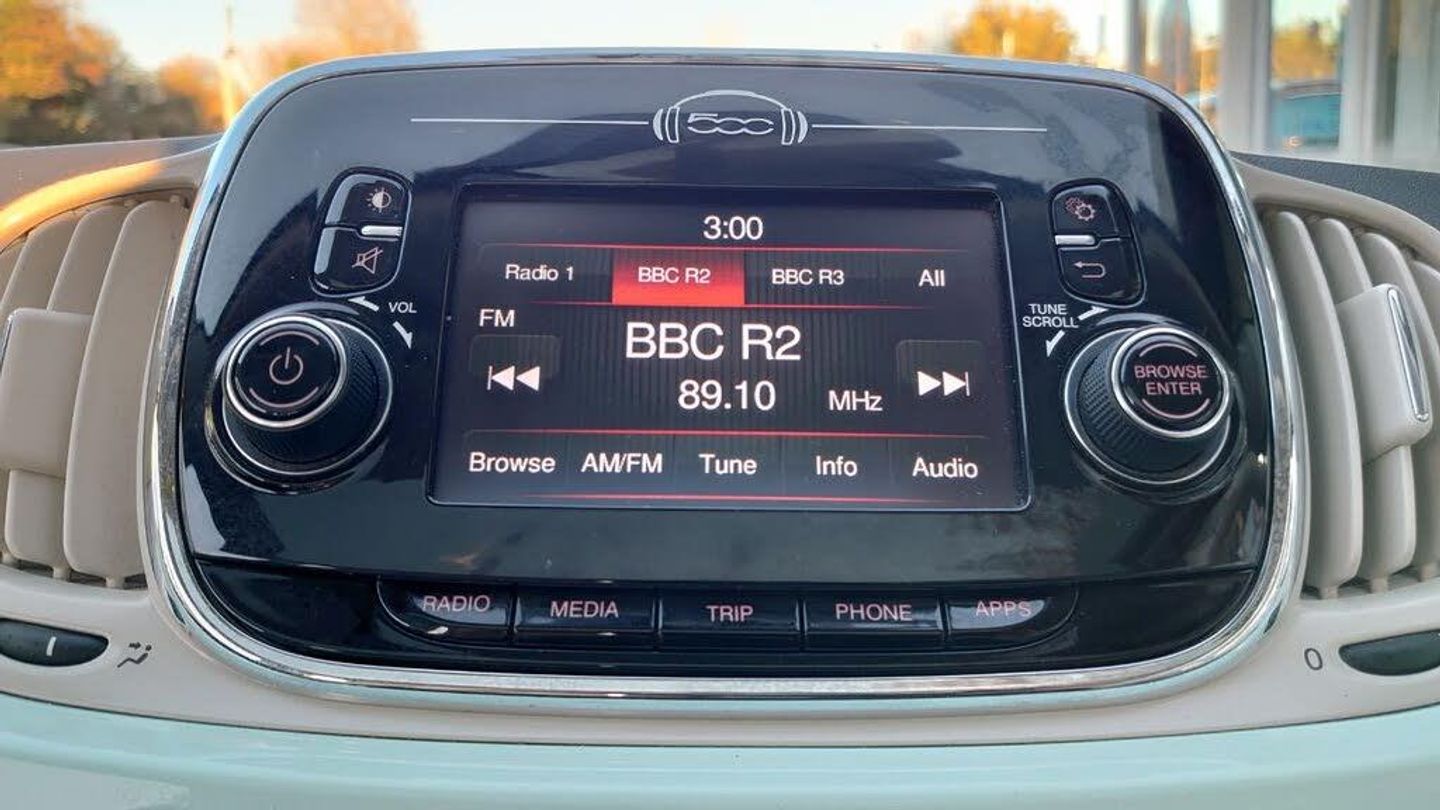 500
3:00
Radio 1 BBC R2 BBC R3 All
VOL
TUNE
SCROLL
FM
BBC R2
89.10 MHz
BROWSE
ENTER
Browse AM/FM Tune Info Audio
RADIO MEDIA TRIP PHONE APPS
0